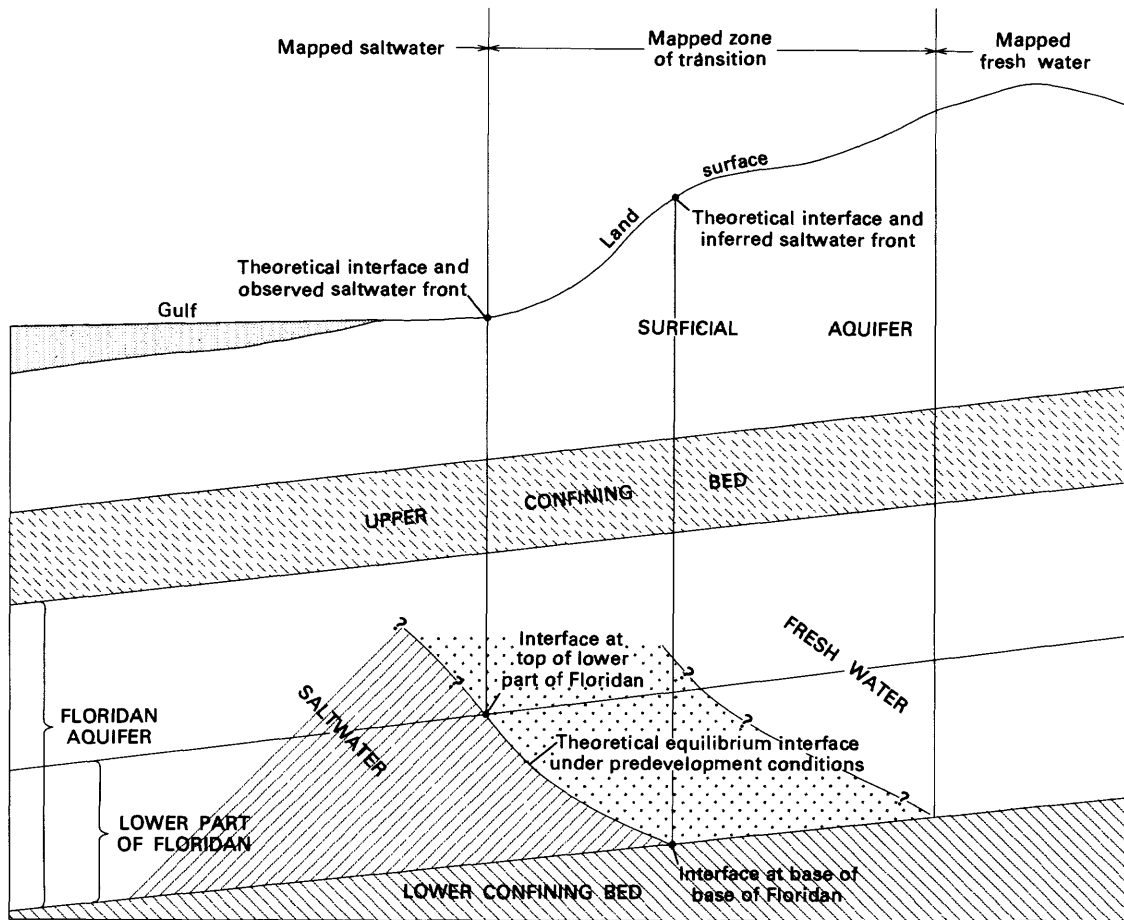 Mapped saltwater
Mapped zone
of transition
Mapped
fresh water
Land
surface
Theoretical interface and
inferred saltwater front
Theoretical interface and
observed saltwater front
Gulf
SURFICIAL AQUIFER
UPPER CONFINING BED
?
?
Interface at
top of lower
part of Floridan
?
?
?
FRESH WATER
SALTWATER
FLORIDAN
AQUIFER
Theoretical equilibrium interface
under predevelopment conditions
LOWER PART
OF FLORIDAN
LOWER CONFINING BED
Interface at base of
base of Floridan